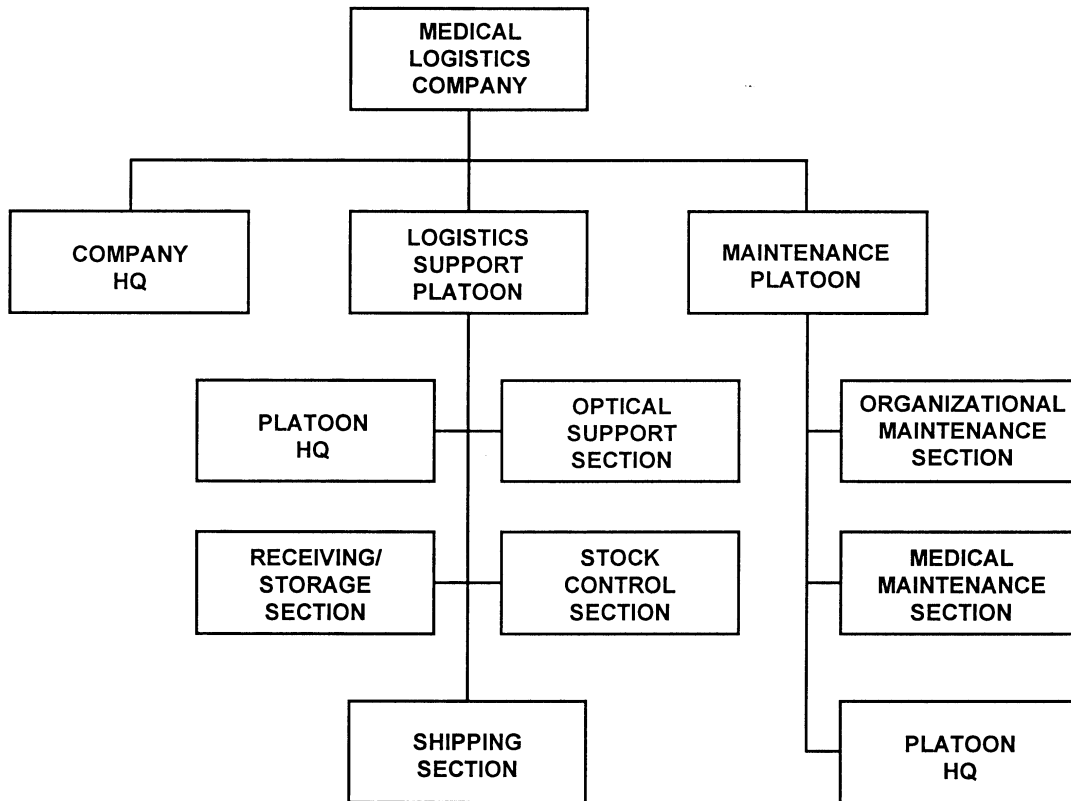 MEDICAL
LOGISTICS
COMPANY
COMPANY
HQ
LOGISTICS
SUPPORT
PLATOON
MAINTENANCE
PLATOON
PLATOON
HQ
OPTICAL
SUPPORT
SECTION
ORGANIZATIONAL
MAINTENANCE
SECTION
RECEIVING/
STORAGE
SECTION
STOCK
CONTROL
SECTION
MEDICAL
MAINTENANCE
SECTION
SHIPPING
SECTION
PLATOON
HQ